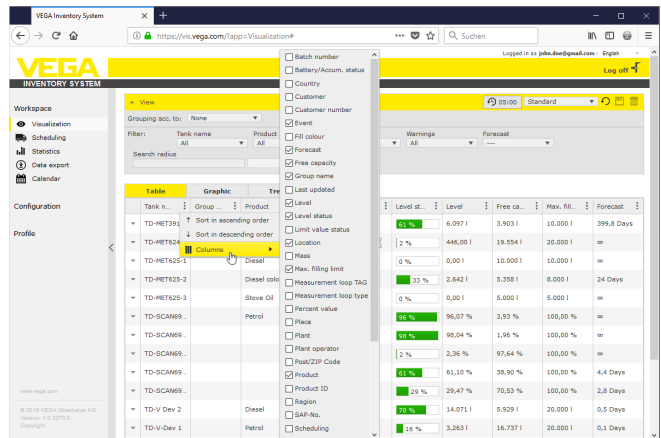 VEGA Inventory System
https://vis.vega.com/?app=Visualization#
Suchen
Logged in as john.doe@gmail.com - English
VEGA
Log off
INVENTORY SYSTEM
Workspace
Visualization
Scheduling
Statistics
Data export
Calendar
Configuration
Profile
www.vega.com
© 2019 VEGA Grieshaber KG
Copyright
View
05:00
Standard
Grouping acc. to:
None
Filter:
Tank name
Product
Warnings
Forecast
All
All
All
---
Search radius
Table
Graphic
Tre
Tank n...
Group ...
Product
Level st...
Level
Free ca...
Max. fill...
Forecast
Sort in ascending order
Sort in descending order
Columns
Batch number
Battery/Accum. status
Country
Customer
Customer number
Event
Fill colour
Forecast
Free capacity
Group name
Last updated
Level
Level status
Limit value status
Location
Mass
Max. filling limit
Measurement loop TAG
Measurement loop type
Percent value
Place
Plant
Plant operator
Post/ZIP Code
Product
Product ID
Region
SAP-No.
Scheduling
TD-MET391 61 % 6.097 l 3.903 l 10.000 l 399,8 Days
TD-MET624 2 % 446,00 l 19.554 l 20.000 l ∞
TD-MET625-1 Diesel 0 % 0,00 l 10.000 l 10.000 l ∞
TD-MET625-2 Diesel colo 33 % 2.642 l 5.358 l 8.000 l 24 Days
TD-MET625-3 Stove Oil 0 % 0,00 l 5.000 l 5.000 l ∞
TD-SCAN69... Petrol 96 % 96,07 % 3,93 % 100,00 % ∞
TD-SCAN69... 98 % 98,04 % 1,96 % 100,00 % ∞
TD-SCAN69... 2 % 2,36 % 97,64 % 100,00 % ∞
TD-SCAN69... 61 % 61,10 % 38,90 % 100,00 % 4,4 Days
TD-SCAN69... 29 % 29,47 % 70,53 % 100,00 % 2,8 Days
TD-V Dev 2 Diesel 70 % 14.071 l 5.929 l 20.000 l 0,5 Days
TD-V-Dev 1 Petrol 16 % 3.263 l 16.737 l 20.000 l 0,1 Days